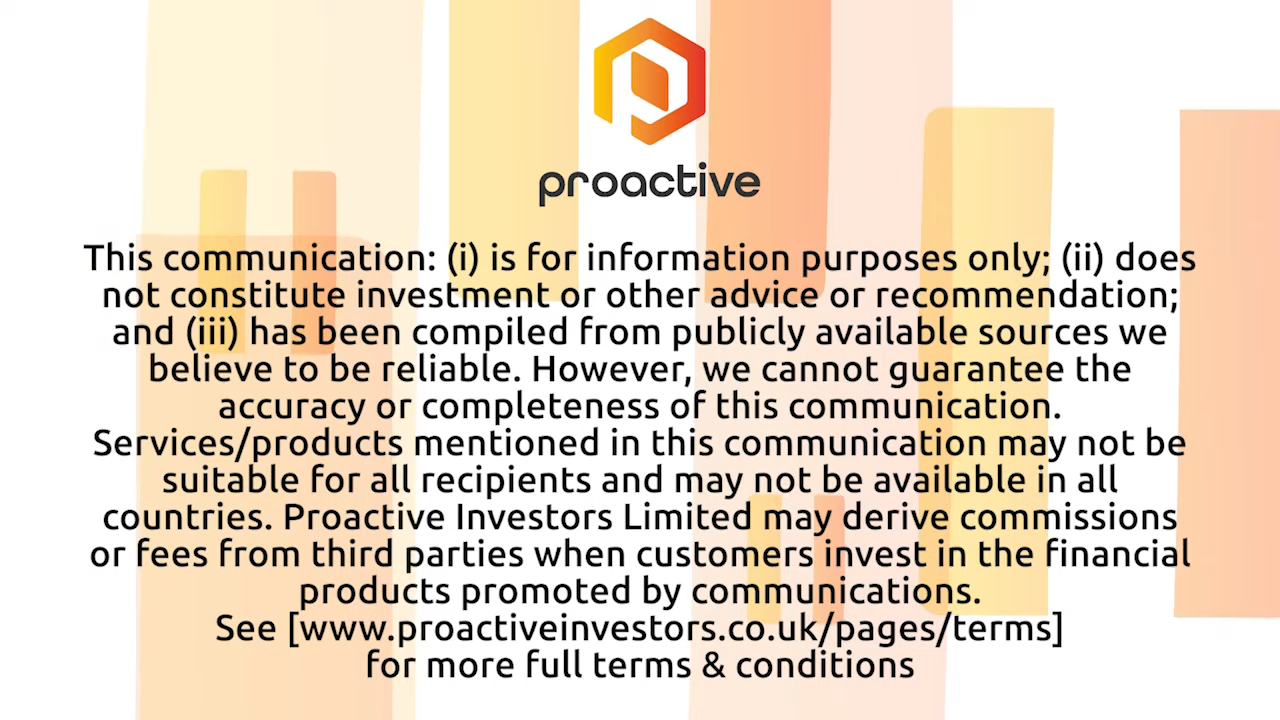 proactive
This communication: (i) is for information purposes only; (ii) does
not constitute investment or other advice or recommendation;
and (iii) has been compiled from publicly available sources we
believe to be reliable. However, we cannot guarantee the
accuracy or completeness of this communication.
Services/products mentioned in this communication may not be
suitable for all recipients and may not be available in all
countries. Proactive Investors Limited may derive commissions
or fees from third parties when customers invest in the financial
products promoted by communications.
See [www.proactiveinvestors.co.uk/pages/terms]
for more full terms & conditions